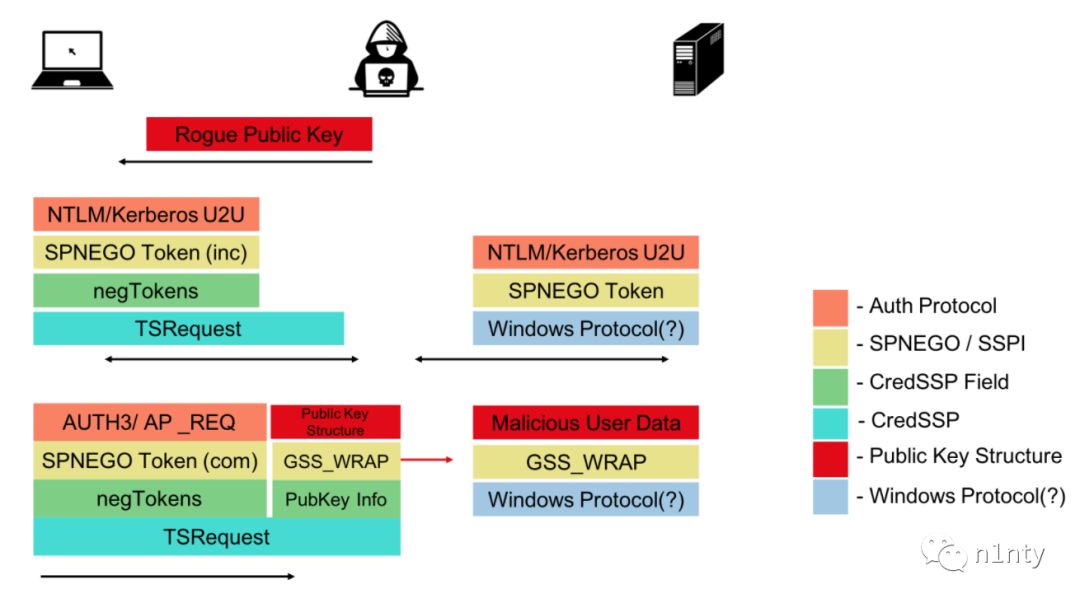 Rogue Public Key
NTLM/Kerberos U2U
SPNEGO Token (inc)
negTokens
TSRequest
NTLM/Kerberos U2U
SPNEGO Token
Windows Protocol(?)
AUTH3/ AP _REQ
SPNEGO Token (com)
negTokens
Public Key
Structure
GSS_WRAP
PubKey Info
TSRequest
Malicious User Data
GSS_WRAP
Windows Protocol(?)
- Auth Protocol
- SPNEGO / SSPI
- CredSSP Field
- CredSSP
- Public Key Structure
- Windows Protocol(?)
n1nty